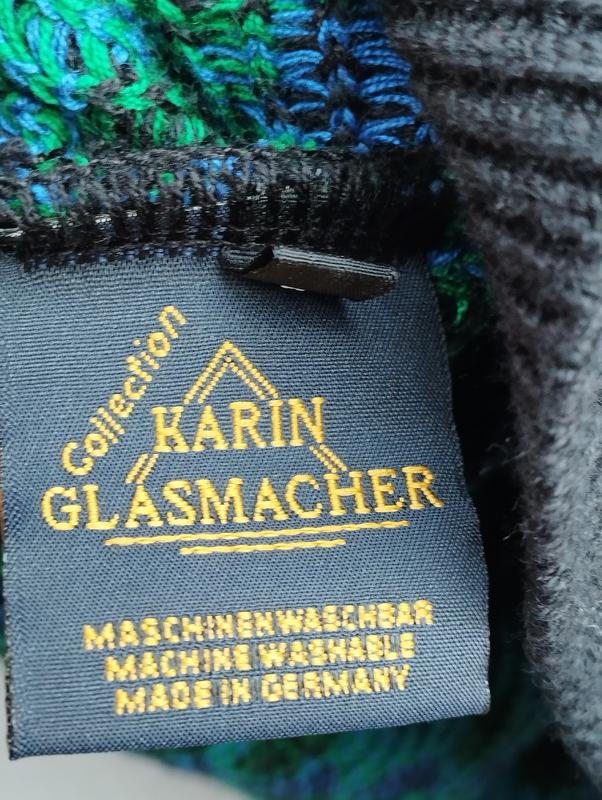 Collection
KARIN
GLASMACHER
MASCHINENWASCHBAR
MACHINE WASHABLE
MADE IN GERMANY